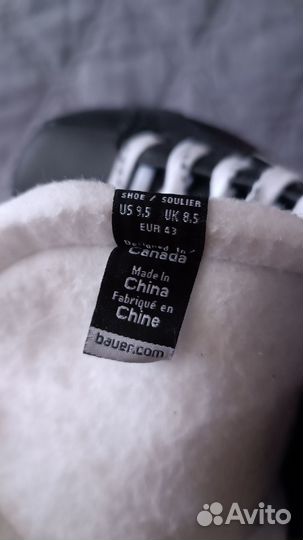 SHOE / SOULIER
US 9.5 UK 8.5
EUR 43
Designed in /
Canada
Made in
China
Fabriqué en
Chine
bauer.com
Avito